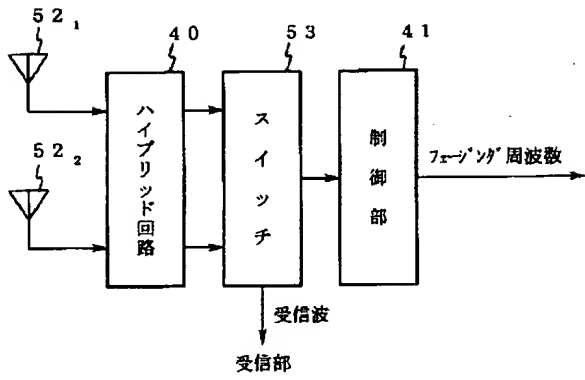 ５２₁
４０
５３
４１
５２₂
ハイブリッド回路
スイッチ
制御部
フェージング周波数
受信波
受信部